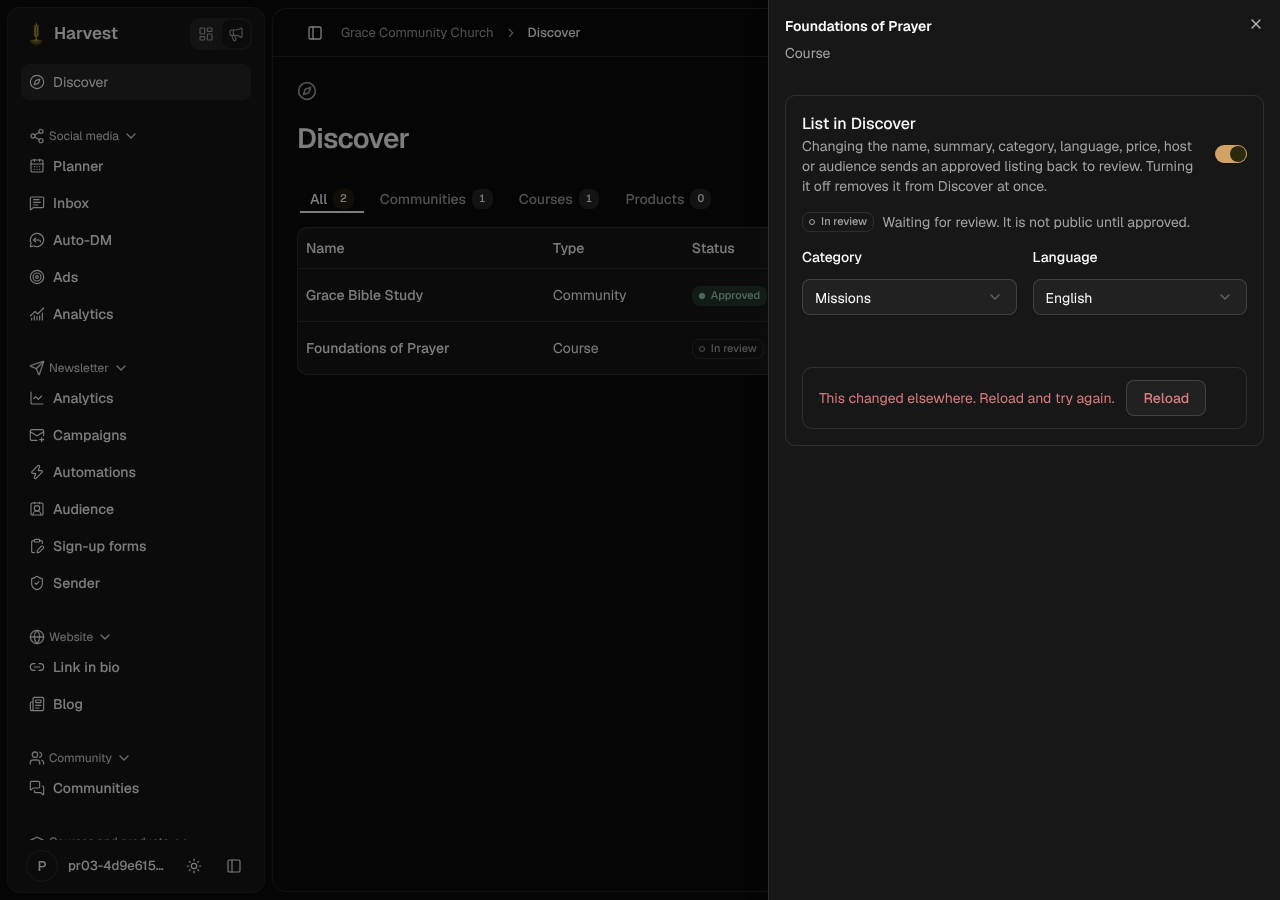 Harvest
Discover
Social media
Planner
Inbox
Auto-DM
Ads
Analytics
Newsletter
Analytics
Campaigns
Automations
Audience
Sign-up forms
Sender
Website
Link in bio
Blog
Community
Communities
P
pr03-4d9e615…
Grace Community Church
Discover
Discover
All 2
Communities 1
Courses 1
Products 0
Name Type Status
Grace Bible Study Community Approved
Foundations of Prayer Course In review
Foundations of Prayer
Course
List in Discover
Changing the name, summary, category, language, price, host
or audience sends an approved listing back to review. Turning
it off removes it from Discover at once.
In review Waiting for review. It is not public until approved.
Category Language
Missions English
This changed elsewhere. Reload and try again. Reload